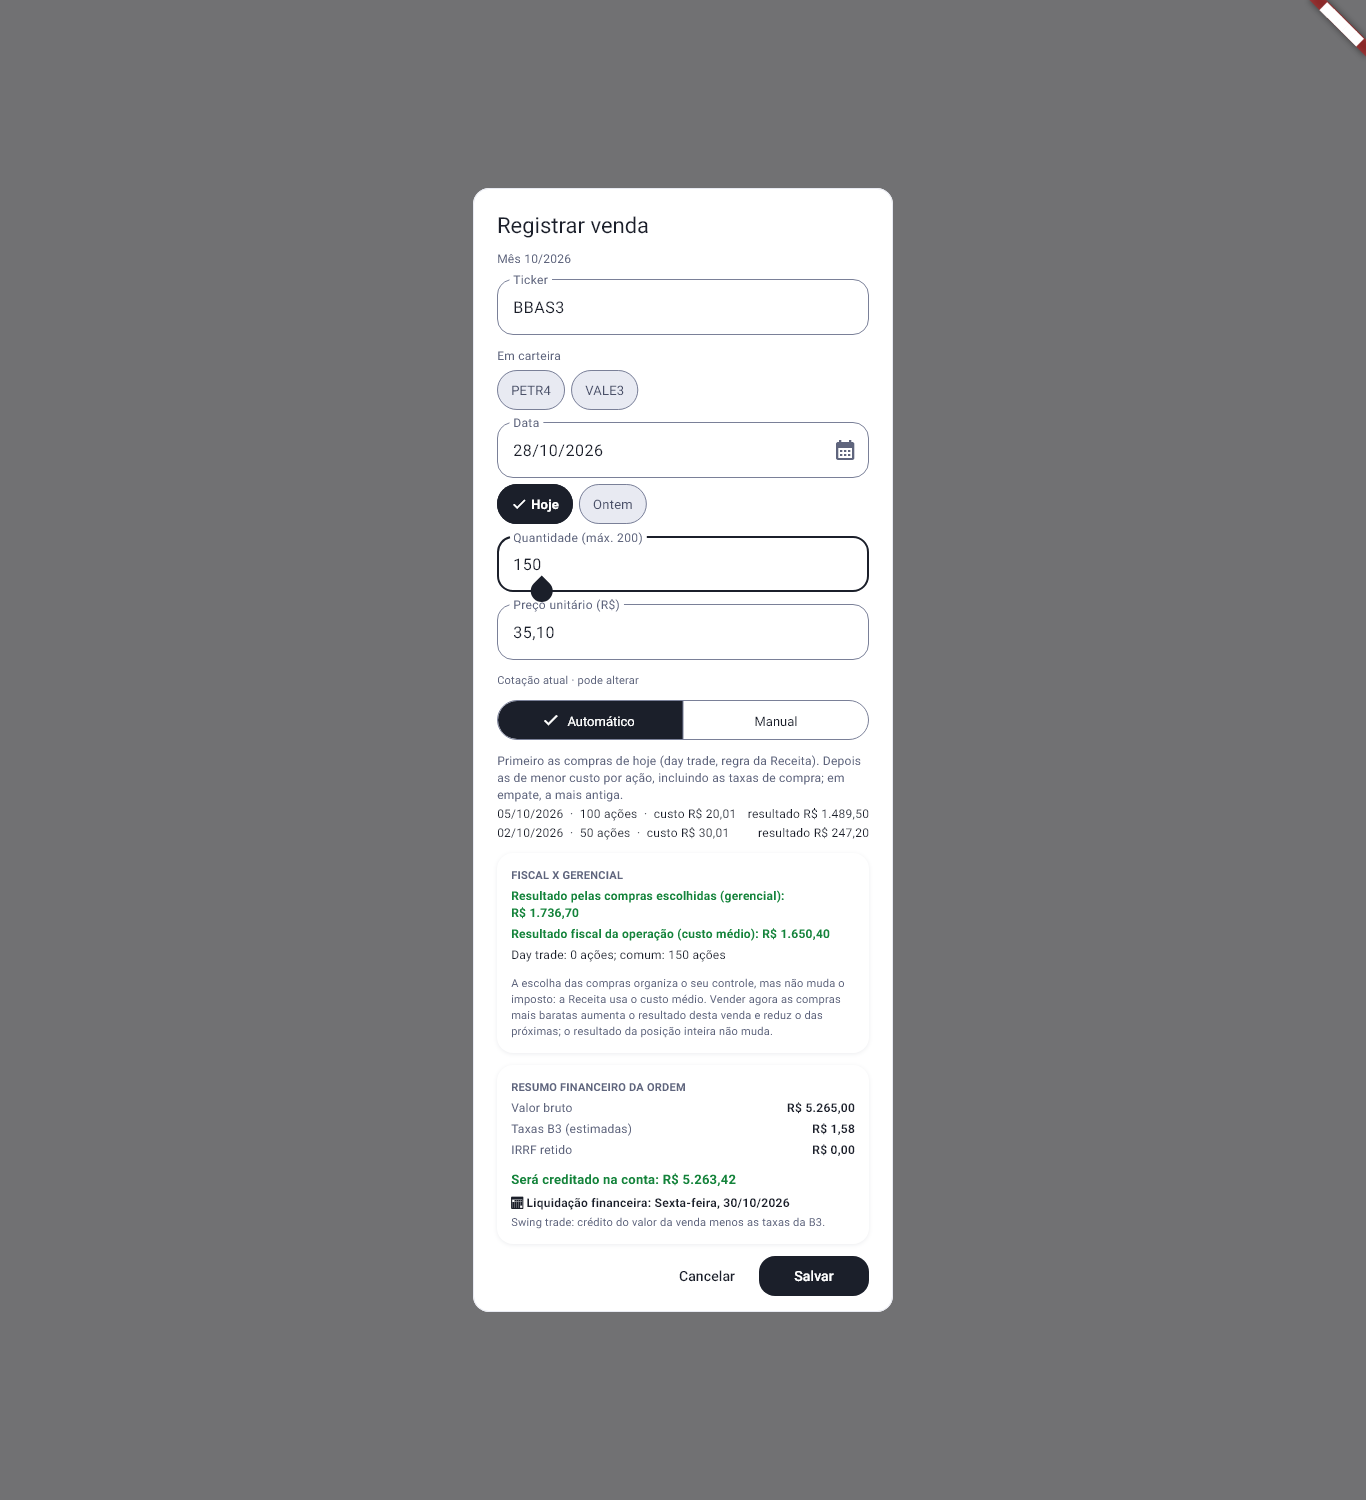 Registrar venda
Mês 10/2026
Ticker
BBAS3
Em carteira
PETR4 VALE3
Data
28/10/2026
Hoje Ontem
Quantidade (máx. 200)
150
Preço unitário (R$)
35,10
Cotação atual · pode alterar
Automático Manual
Primeiro as compras de hoje (day trade, regra da Receita). Depois
as de menor custo por ação, incluindo as taxas de compra; em
empate, a mais antiga.
05/10/2026 · 100 ações · custo R$ 20,01 resultado R$ 1.489,50
02/10/2026 · 50 ações · custo R$ 30,01 resultado R$ 247,20
FISCAL X GERENCIAL
Resultado pelas compras escolhidas (gerencial):
R$ 1.736,70
Resultado fiscal da operação (custo médio): R$ 1.650,40
Day trade: 0 ações; comum: 150 ações
A escolha das compras organiza o seu controle, mas não muda o
imposto: a Receita usa o custo médio. Vender agora as compras
mais baratas aumenta o resultado desta venda e reduz o das
próximas; o resultado da posição inteira não muda.
RESUMO FINANCEIRO DA ORDEM
Valor bruto R$ 5.265,00
Taxas B3 (estimadas) R$ 1,58
IRRF retido R$ 0,00
Será creditado na conta: R$ 5.263,42
Liquidação financeira: Sexta-feira, 30/10/2026
Swing trade: crédito do valor da venda menos as taxas da B3.
Cancelar Salvar